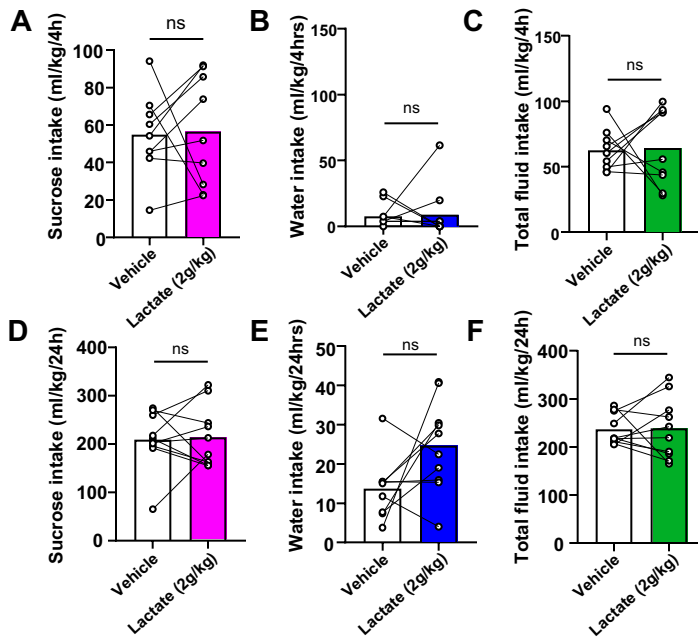 A
Sucrose intake (ml/kg/4h)
100
80
60
40
20
0
ns
Vehicle
Lactate (2g/kg)
B
Water intake (ml/kg/4hrs)
150
100
50
0
ns
Vehicle
Lactate (2g/kg)
C
Total fluid intake (ml/kg/4h)
150
100
50
0
ns
Vehicle
Lactate (2g/kg)
D
Sucrose intake (ml/kg/24h)
400
300
200
100
0
ns
Vehicle
Lactate (2g/kg)
E
Water intake (ml/kg/24hrs)
50
40
30
20
10
0
ns
Vehicle
Lactate (2g/kg)
F
Total fluid intake (ml/kg/24h)
400
300
200
100
0
ns
Vehicle
Lactate (2g/kg)